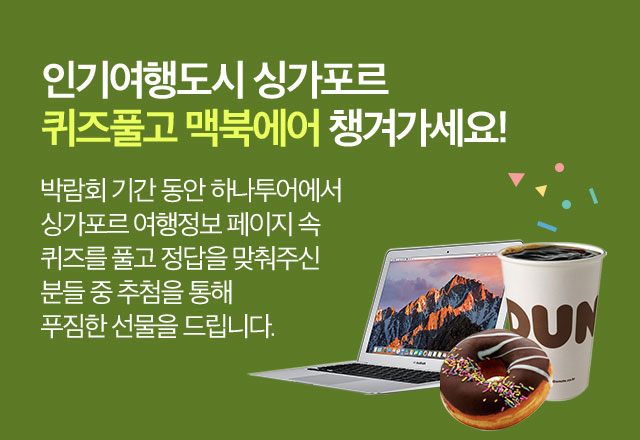 인기여행도시 싱가포르
퀴즈풀고 맥북에어 챙겨가세요!
박람회 기간 동안 하나투어에서
싱가포르 여행정보 페이지 속
퀴즈를 풀고 정답을 맞춰주신
분들 중 추첨을 통해
푸짐한 선물을 드립니다.
DUN